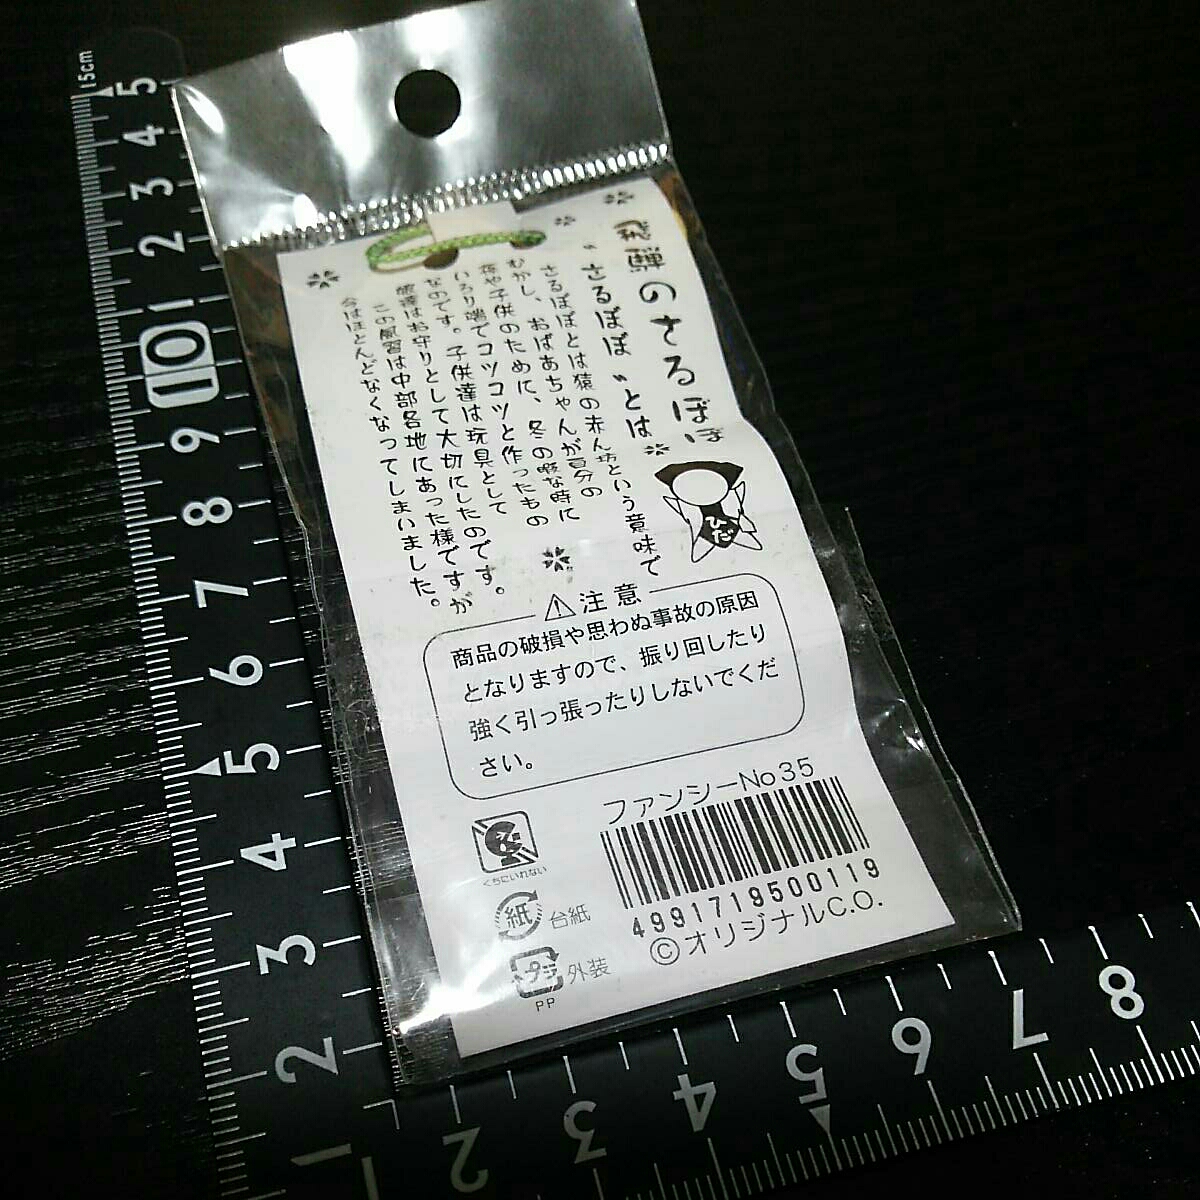 飛騨のさるぼぼ
"さるぼぼ"とは
さるぼぼとは猿の赤ん坊という意味で
むかし、おばあちゃんが自分の
孫や子供のために、冬の暇な時に
いろり端でコツコツと作ったもの
なのです。子供達は玩具として
娘達はお守りとして大切にしたのです。
この風習は中部各地にあった様ですが
今はほとんどなくなってしまいました。
ひだ
注意
商品の破損や思わぬ事故の原因
となりますので、振り回したり
強く引っ張ったりしないでくだ
さい。
ファンシーNo35
4991719500119
©オリジナルC.O.
くちにいれない
紙 台紙
プラ 外装
PP
15cm
5
4
3
2
1
10
9
8
7
6
5
4
3
2
1
2
3
4
5
6
7
8